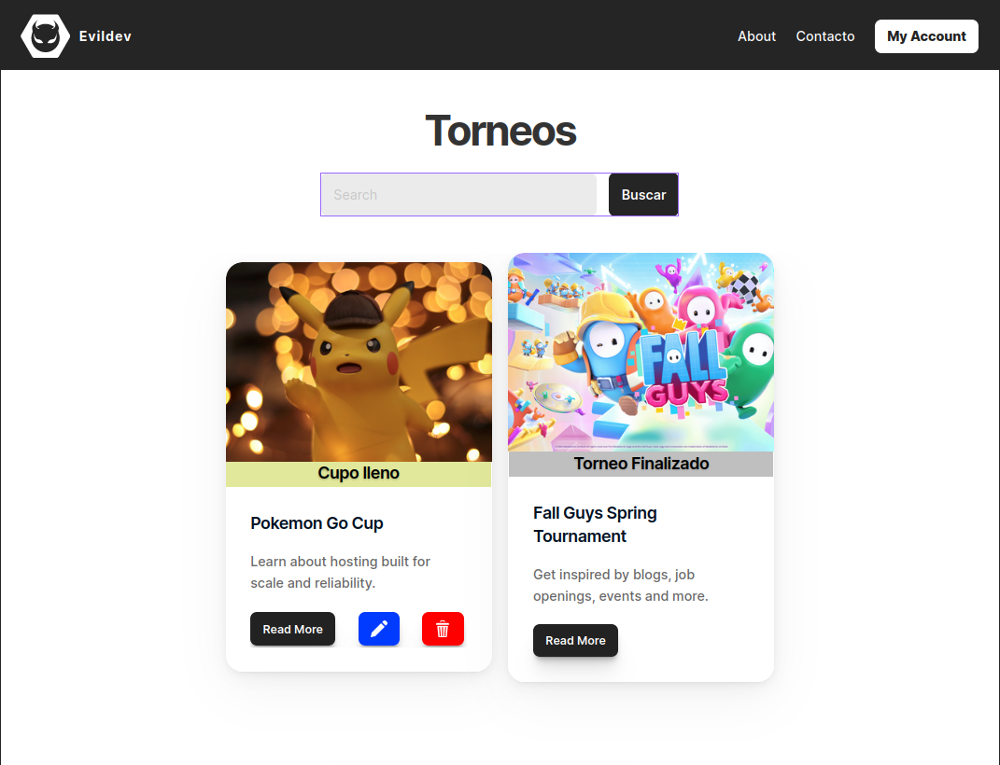 Evildev
About
Contacto
My Account
Torneos
Search
Buscar
FALL
GUYS
Cupo lleno
Torneo Finalizado
Pokemon Go Cup
Learn about hosting built for
scale and reliability.
Read More
Fall Guys Spring
Tournament
Get inspired by blogs, job
openings, events and more.
Read More